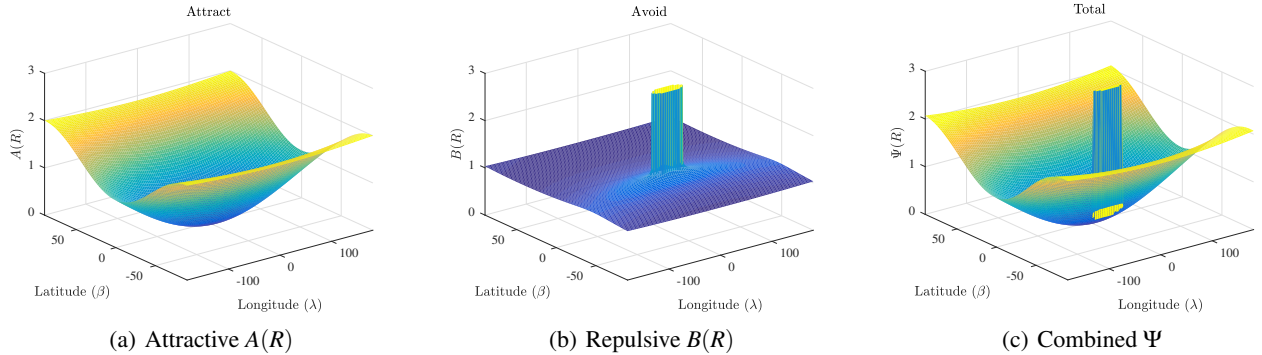 Attract
3
2
1
0
A(R)
50
0
-50
-100
0
100
Latitude (β)
Longitude (λ)
(a) Attractive A(R)
Avoid
3
2
1
0
B(R)
50
0
-50
-100
0
100
Latitude (β)
Longitude (λ)
(b) Repulsive B(R)
Total
3
2
1
0
Ψ(R)
50
0
-50
-100
0
100
Latitude (β)
Longitude (λ)
(c) Combined Ψ